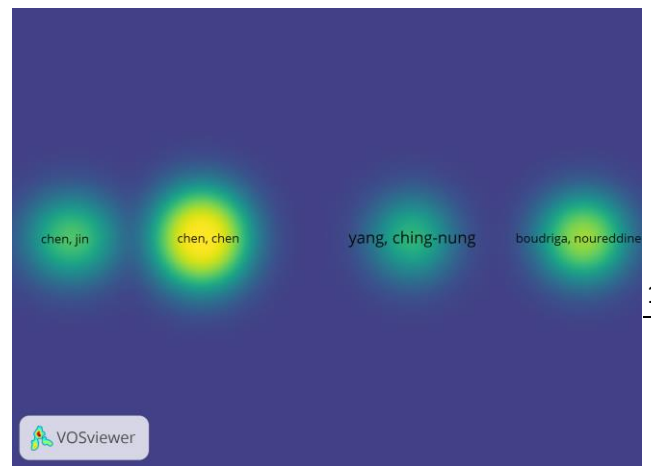 chen, jin
chen, chen
yang, ching-nung
boudriga, noureddine
VOSviewer